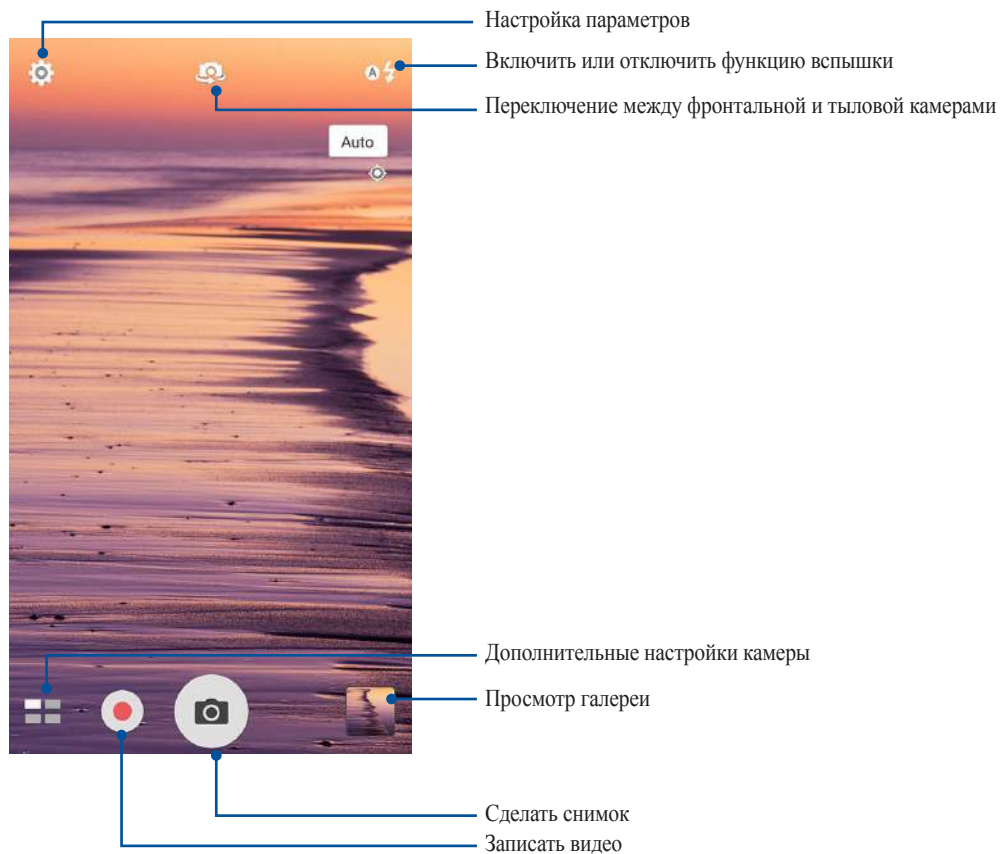 Настройка параметров
Включить или отключить функцию вспышки
A
Переключение между фронтальной и тыловой камерами
Auto
Дополнительные настройки камеры
Просмотр галереи
Сделать снимок
Записать видео